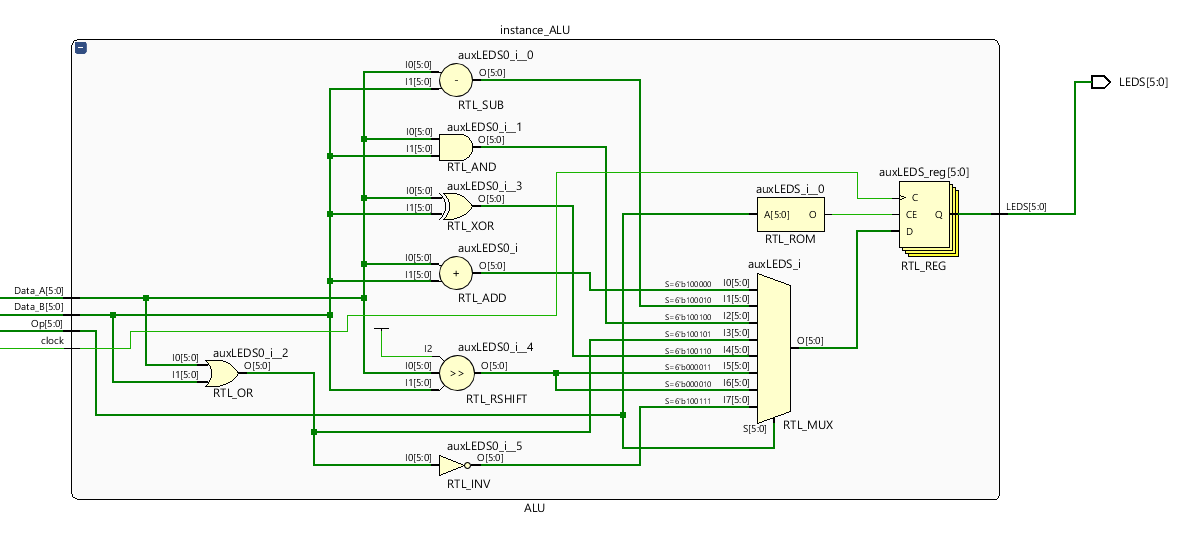 instance_ALU
auxLEDS0_i__0
I0[5:0]
I1[5:0]
-
O[5:0]
RTL_SUB
auxLEDS0_i__1
I0[5:0]
I1[5:0]
O[5:0]
RTL_AND
auxLEDS0_i__3
I0[5:0]
I1[5:0]
O[5:0]
RTL_XOR
auxLEDS0_i
I0[5:0]
I1[5:0]
+
O[5:0]
RTL_ADD
Data_A[5:0]
Data_B[5:0]
Op[5:0]
clock
auxLEDS0_i__2
I0[5:0]
I1[5:0]
O[5:0]
RTL_OR
auxLEDS0_i__4
I2
I0[5:0]
I1[5:0]
>>
O[5:0]
RTL_RSHIFT
auxLEDS0_i__5
I0[5:0]
O[5:0]
RTL_INV
auxLEDS_i__0
A[5:0]
O
RTL_ROM
auxLEDS_i
S=6'b100000 I0[5:0]
S=6'b100010 I1[5:0]
S=6'b100100 I2[5:0]
S=6'b100101 I3[5:0]
S=6'b100110 I4[5:0]
S=6'b000011 I5[5:0]
S=6'b000010 I6[5:0]
S=6'b100111 I7[5:0]
O[5:0]
S[5:0]
RTL_MUX
auxLEDS_reg[5:0]
C
CE
Q
D
RTL_REG
LEDS[5:0]
LEDS[5:0]
ALU